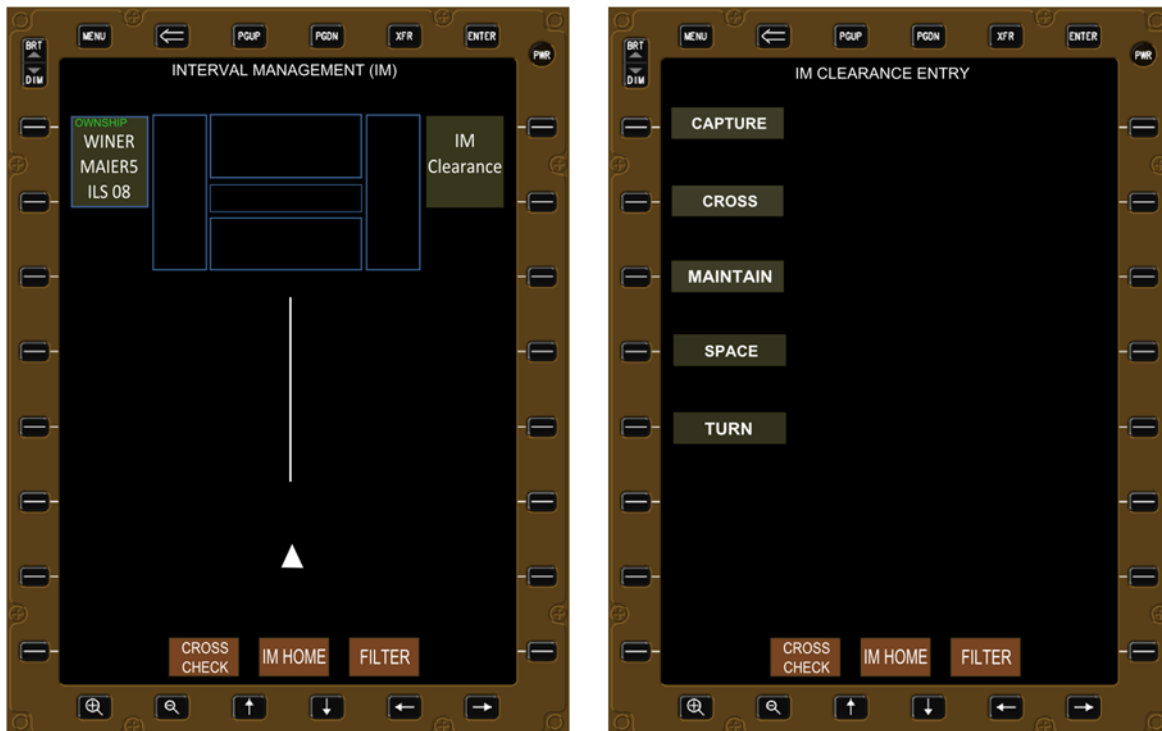 MENU
PGUP
PGDN
XFR
ENTER
BRT
DIM
PWR
INTERVAL MANAGEMENT (IM)
OWNSHIP
WINER
MAIER5
ILS 08
IM
Clearance
CROSS
CHECK
IM HOME
FILTER
MENU
PGUP
PGDN
XFR
ENTER
BRT
DIM
PWR
IM CLEARANCE ENTRY
CAPTURE
CROSS
MAINTAIN
SPACE
TURN
CROSS
CHECK
IM HOME
FILTER